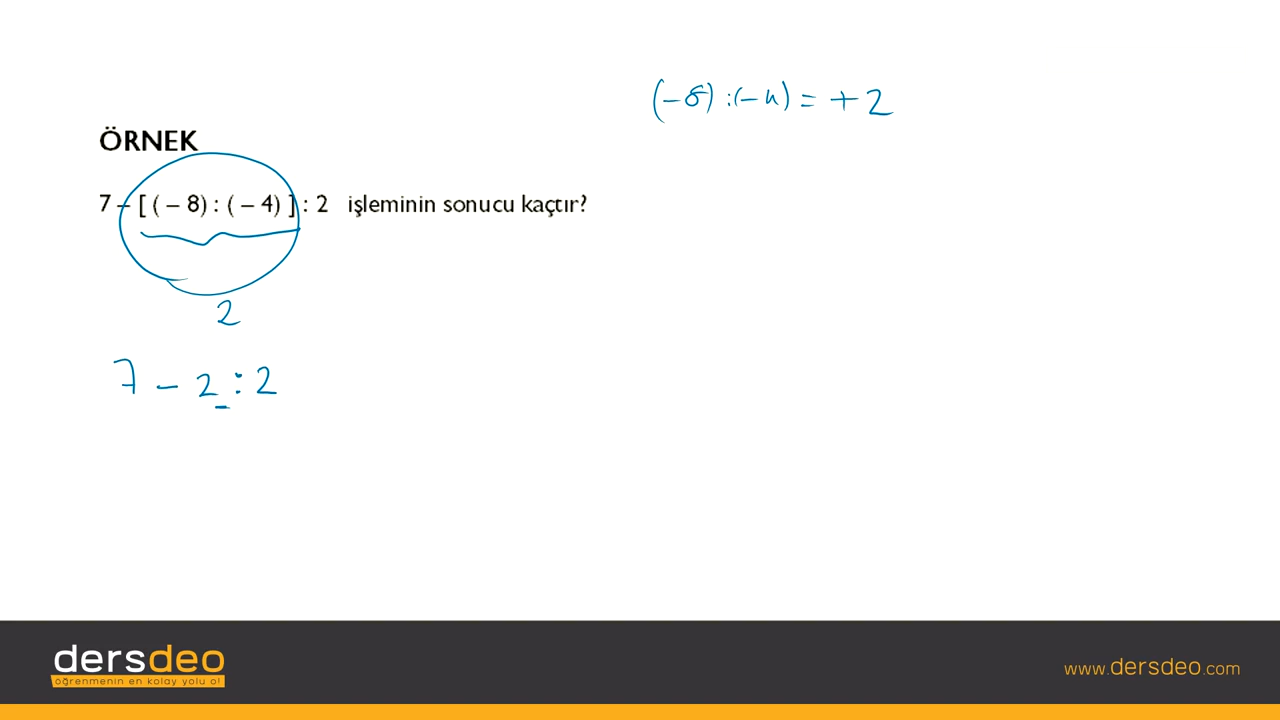 (-8) : (-4) = +2
ÖRNEK
7 – [ ( – 8) : ( – 4) ] : 2 işleminin sonucu kaçtır?
2
7 - 2 : 2
dersdeo
öğrenmenin en kolay yolu o!
www.dersdeo.com